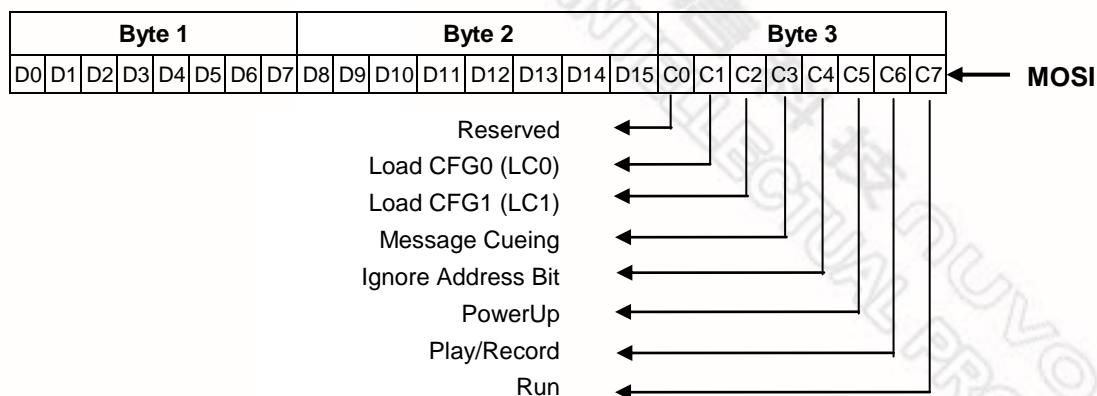 Byte 1 Byte 2 Byte 3
D0 D1 D2 D3 D4 D5 D6 D7 D8 D9 D10 D11 D12 D13 D14 D15 C0 C1 C2 C3 C4 C5 C6 C7 MOSI
Reserved
Load CFG0 (LC0)
Load CFG1 (LC1)
Message Cueing
Ignore Address Bit
PowerUp
Play/Record
Run